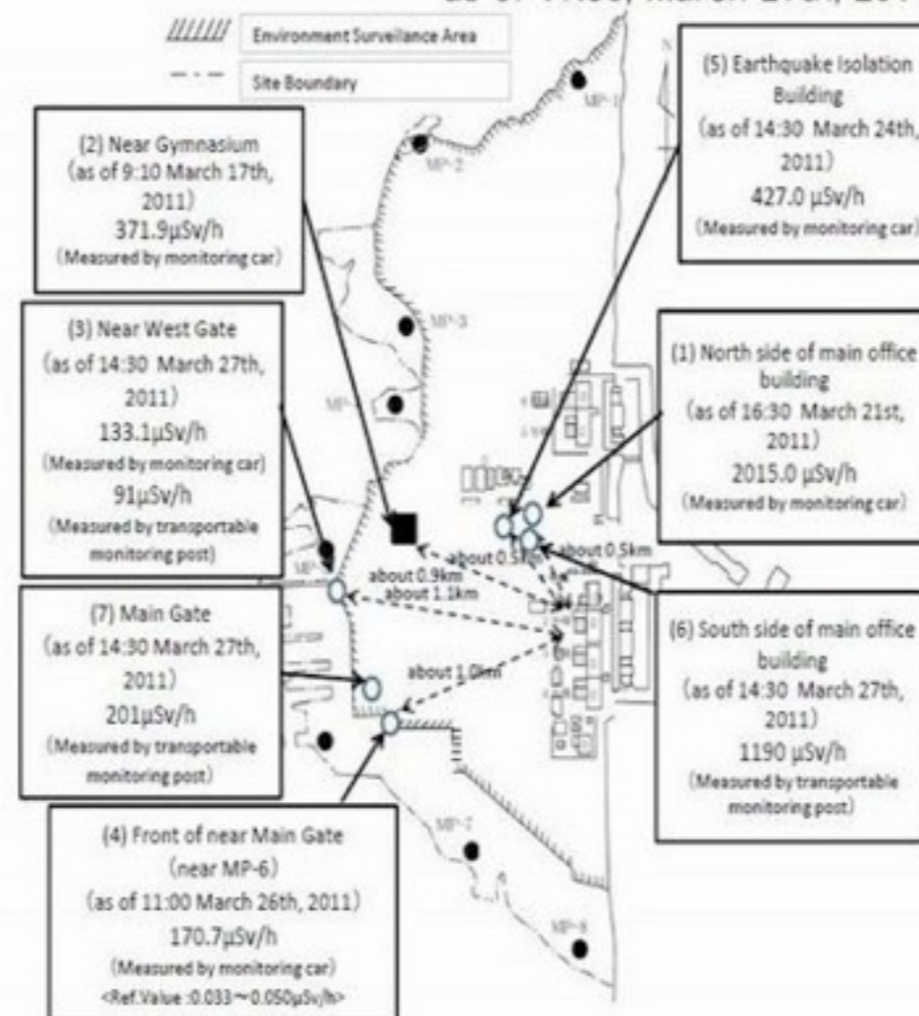 Environment Surveilance Area
Site Boundary
(2) Near Gymnasium
(as of 9:10 March 17th,
2011)
371.9μSv/h
(Measured by monitoring car)
(3) Near West Gate
(as of 14:30 March 27th,
2011)
133.1μSv/h
(Measured by monitoring car)
91μSv/h
(Measured by transportable
monitoring post)
(7) Main Gate
(as of 14:30 March 27th,
2011)
201μSv/h
(Measured by transportable
monitoring post)
(4) Front of near Main Gate
(near MP-6)
(as of 11:00 March 26th, 2011)
170.7μSv/h
(Measured by monitoring car)
<Ref.Value :0.033～0.050μSv/h>
MP-1
MP-2
MP-3
about 0.5km
about 0.5km
about 0.9km
about 1.1km
about 1.0km
MP-7
MP-8
(5) Earthquake Isolation
Building
(as of 14:30 March 24th,
2011)
427.0 μSv/h
(Measured by monitoring car)
(1) North side of main office
building
(as of 16:30 March 21st,
2011)
2015.0 μSv/h
(Measured by monitoring car)
(6) South side of main office
building
(as of 14:30 March 27th,
2011)
1190 μSv/h
(Measured by transportable
monitoring post)